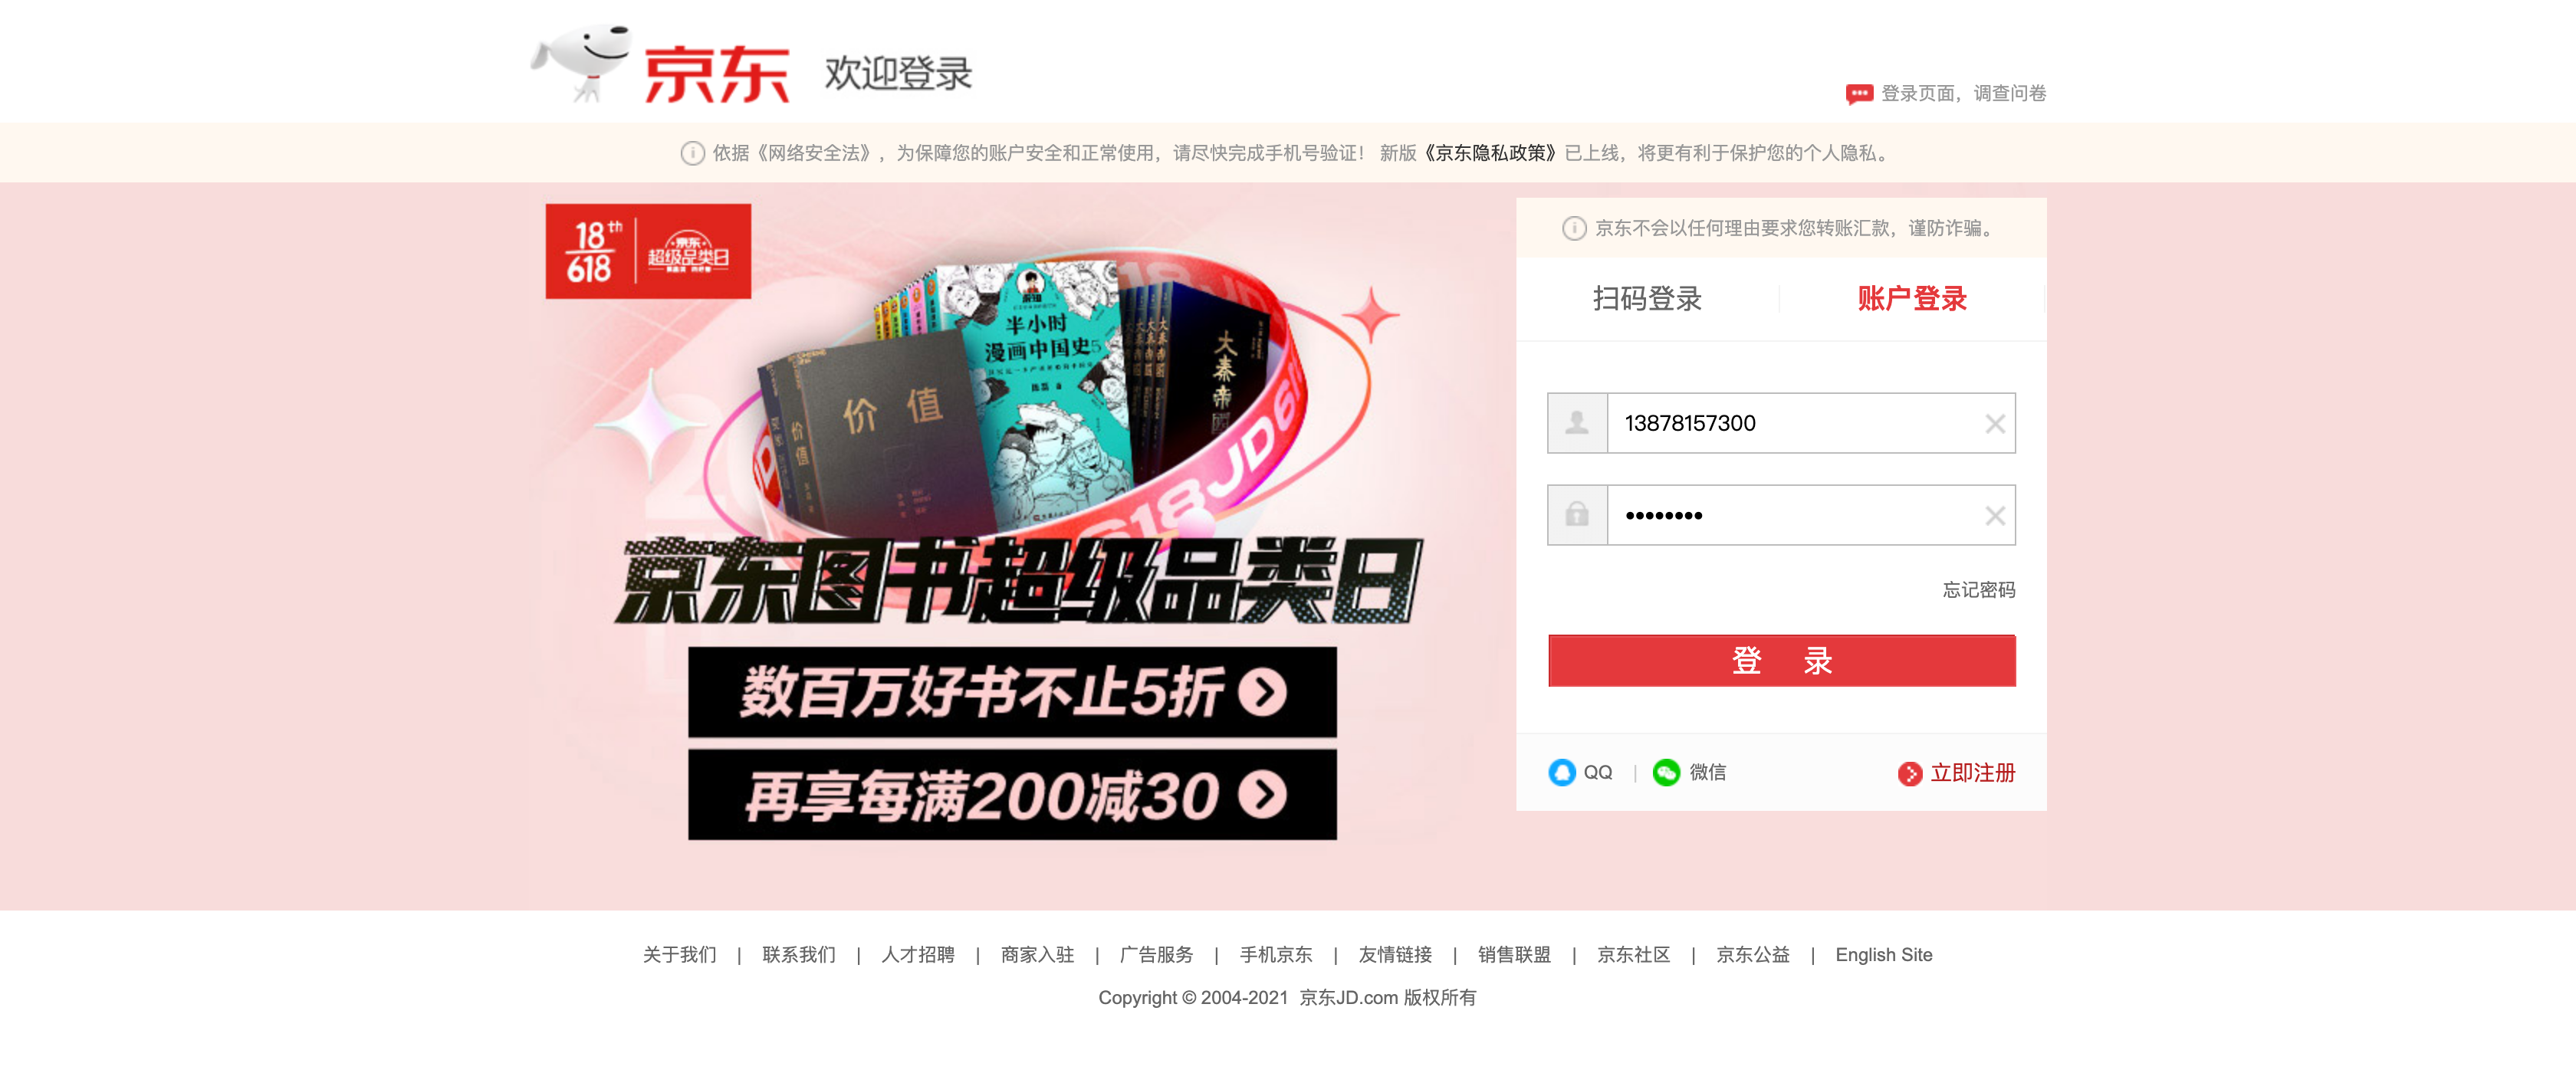 京东 欢迎登录
登录页面，调查问卷
依据《网络安全法》，为保障您的账户安全和正常使用，请尽快完成手机号验证！ 新版《京东隐私政策》已上线，将更有利于保护您的个人隐私。
18th
618
京东
超级品类日
半小时
漫画中国史5
陈磊 著
价值
价值
大秦帝國
618JD6
京东图书超级品类日
数百万好书不止5折
再享每满200减30
京东不会以任何理由要求您转账汇款，谨防诈骗。
扫码登录
账户登录
13878157300
••••••••
忘记密码
登 录
QQ | 微信
立即注册
关于我们 | 联系我们 | 人才招聘 | 商家入驻 | 广告服务 | 手机京东 | 友情链接 | 销售联盟 | 京东社区 | 京东公益 | English Site
Copyright © 2004-2021 京东JD.com 版权所有